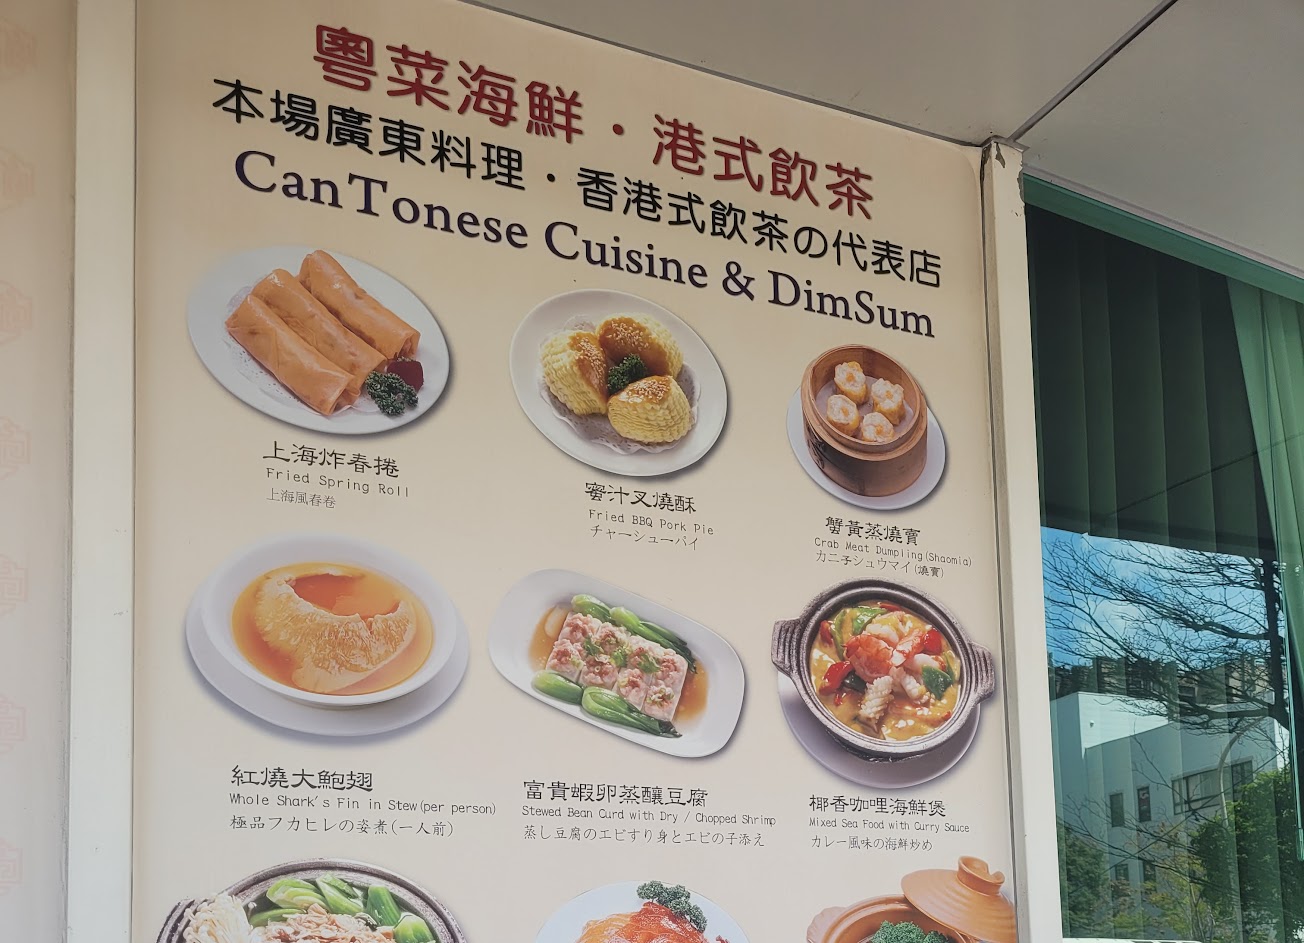 粵菜海鮮・港式飲茶
本場廣東料理・香港式飲茶の代表店
CanTonese Cuisine & DimSum
上海炸春捲
Fried Spring Roll
上海風春卷
蜜汁叉燒酥
Fried BBQ Pork Pie
チャーシューパイ
蟹黃蒸燒賣
Crab Meat Dumpling(Shaomia)
カニ子シュウマイ(燒賣)
紅燒大鮑翅
Whole Shark's Fin in Stew(per person)
極品フカヒレの姿煮(一人前)
富貴蝦卵蒸釀豆腐
Stewed Bean Curd with Dry / Chopped Shrimp
蒸し豆腐のエビすり身とエビの子添え
椰香咖哩海鮮煲
Mixed Sea Food with Curry Sauce
カレー風味の海鮮炒め